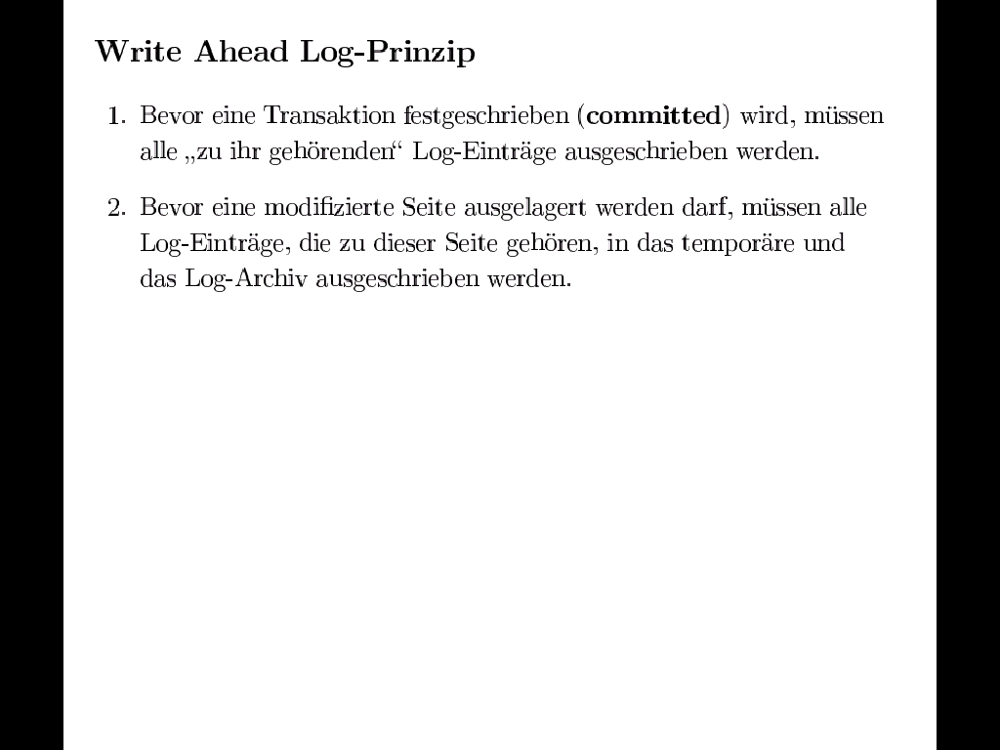 Write Ahead Log-Prinzip
1. Bevor eine Transaktion festgeschrieben (committed) wird, müssen
alle „zu ihr gehörenden“ Log-Einträge ausgeschrieben werden.
2. Bevor eine modifizierte Seite ausgelagert werden darf, müssen alle
Log-Einträge, die zu dieser Seite gehören, in das temporäre und
das Log-Archiv ausgeschrieben werden.